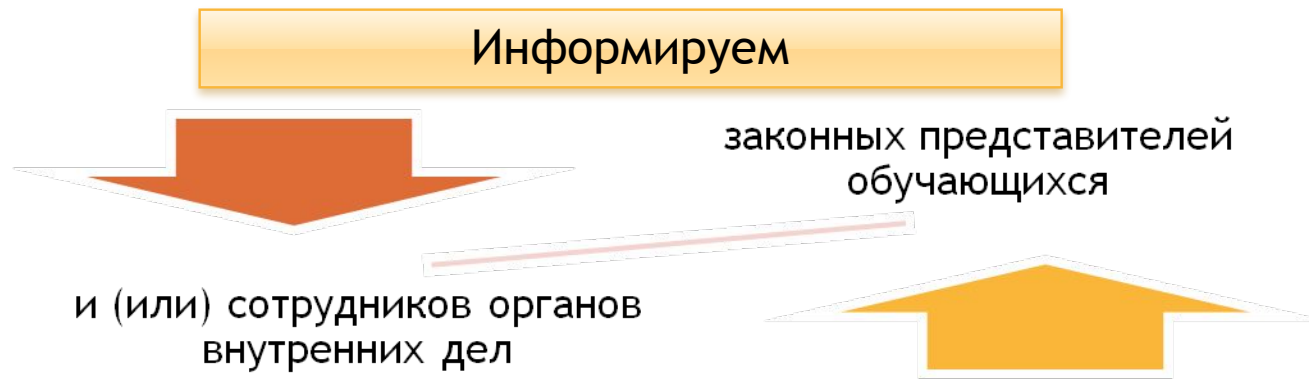 Информируем
законных представителей
обучающихся
и (или) сотрудников органов
внутренних дел